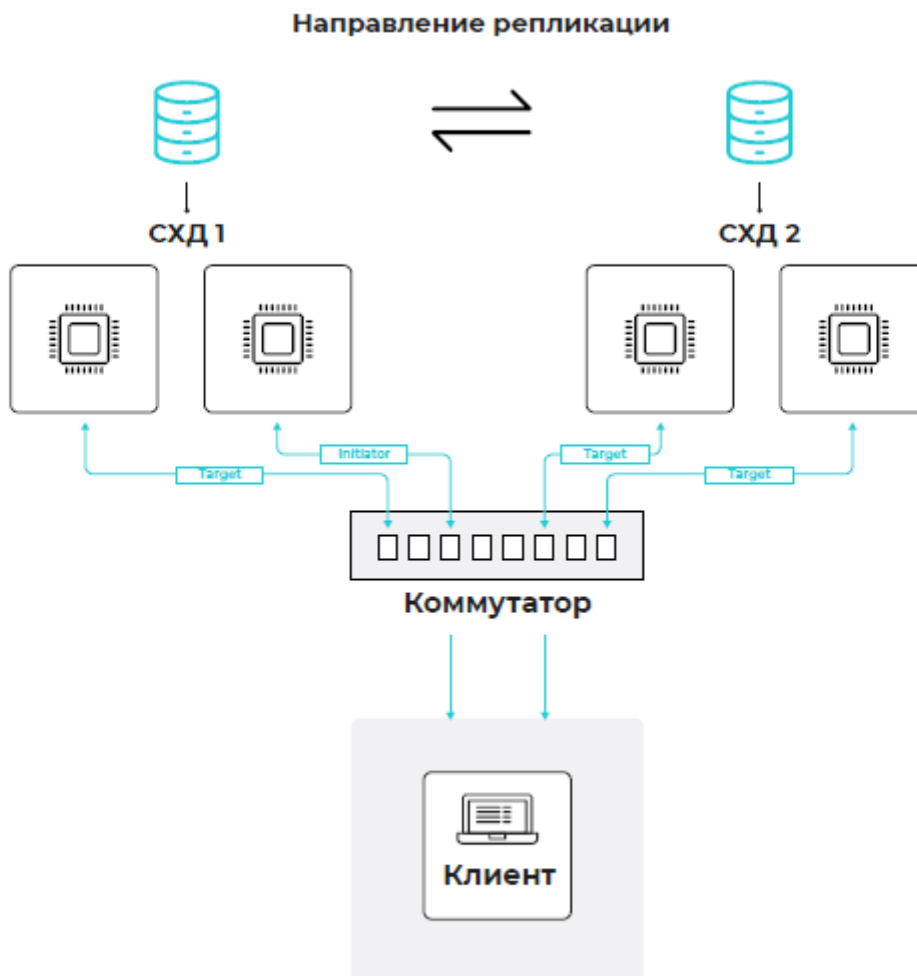 Направление репликации
СХД 1
СХД 2
Initiator
Target
Target
Target
Коммутатор
Клиент